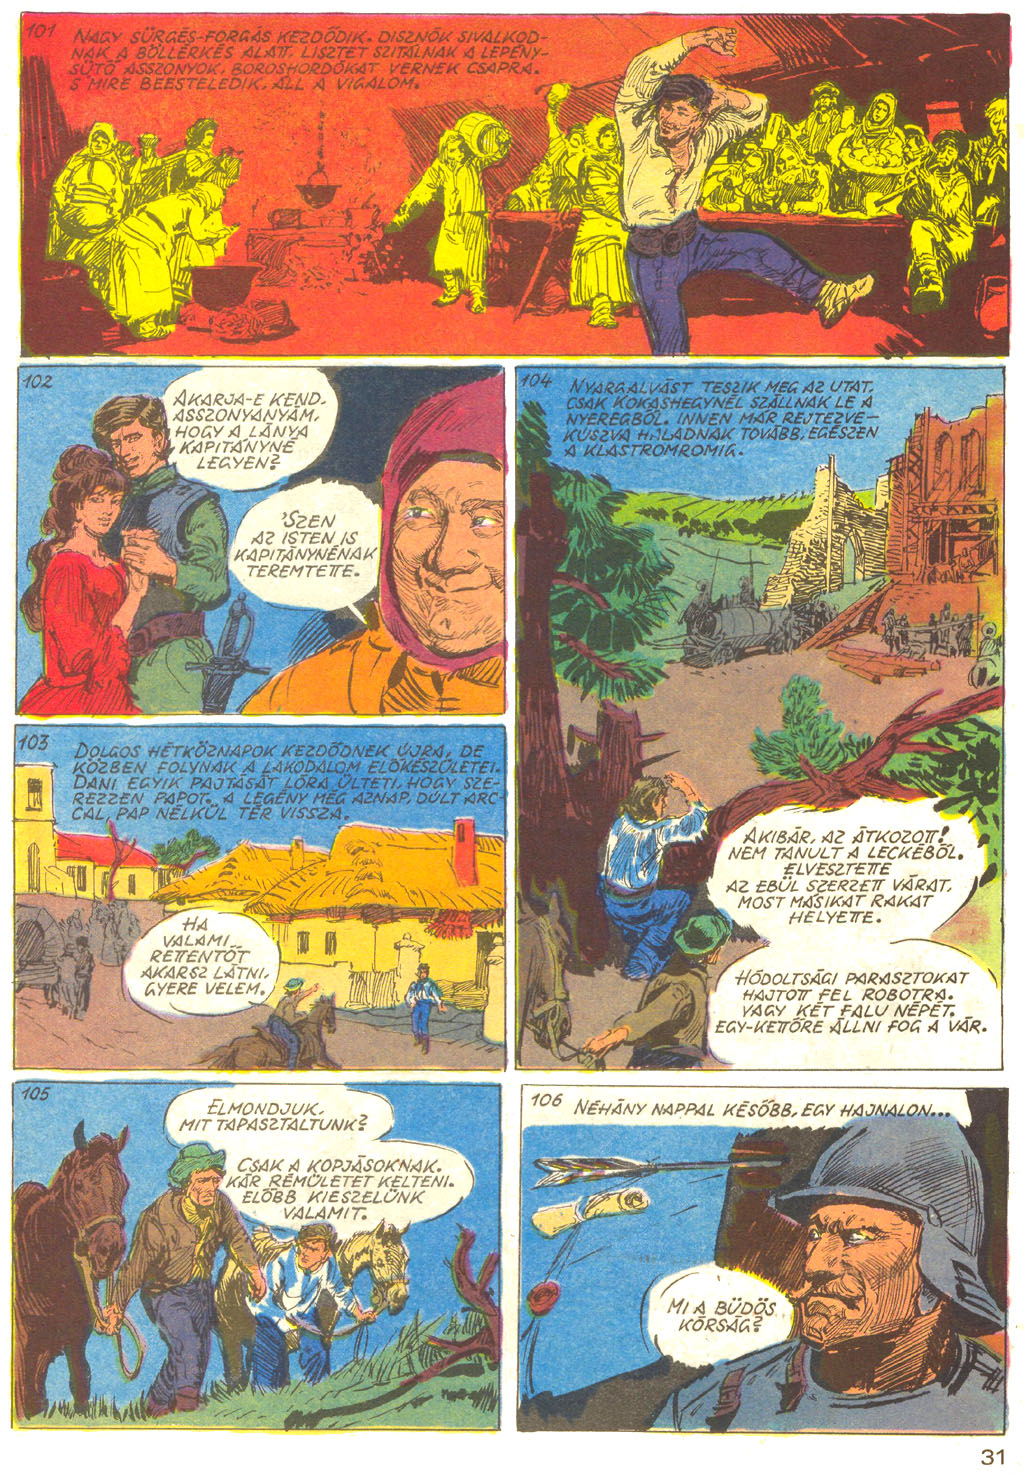 101
NAGY SÜRGÉS-FORGÁS KEZDŐDIK. DISZNÓK SIVALKOD-
NAK A BÖLLÉRKÉS ALATT. LISZTET SZITÁLNAK A LEPÉNY-
SÜTŐ ASSZONYOK. BOROSHORDÓKAT VERNEK CSAPRA.
S MIRE BEESTELEDIK, ÁLL A VIGALOM.
102
AKARJA-E KEND.
ASSZONYANYÁM,
HOGY A LÁNYA
KAPITÁNYNÉ
LEGYEN?
'SZEN
AZ ISTEN IS
KAPITÁNYNÉNAK
TEREMTETTE.
103
DOLGOS HÉTKÖZNAPOK KEZDŐDNEK ÚJRA, DE
KÖZBEN FOLYNAK A LAKODALOM ELŐKÉSZÜLETEI.
DANI EGYIK PAJTÁSÁT LÓRA ÜLTETI, HOGY SZE-
REZZEN PAPOT. A LEGÉNY MÉG AZNAP, DÚLT ARC-
CAL, PAP NÉLKÜL TÉR VISSZA.
HA
VALAMI
RETTENTŐT
AKARSZ LÁTNI,
GYERE VELEM.
104
NYARGALVÁST TESZIK MEG AZ UTAT,
CSAK KOKASHEGYNÉL SZÁLLNAK LE A
NYEREGBŐL. INNEN MÁR REJTEZVE-
KÚSZVA HALADNAK TOVÁBB, EGÉSZEN
A KLASTROMROMIG.
AKIBÁR, AZ ÁTKOZOTT!
NEM TANULT A LECKÉBŐL.
ELVESZTETTE
AZ EBÜL SZERZETT VÁRAT,
MOST MÁSIKAT RAKAT
HELYETTE.
HÓDOLTSÁGI PARASZTOKAT
HAJTOTT FEL ROBOTRA.
VAGY KÉT FALU NÉPÉT.
EGY-KETTŐRE ÁLLNI FOG A VÁR.
105
ELMONDJUK,
MIT TAPASZTALTUNK?
CSAK A KOPJÁSOKNAK.
KÁR RÉMÜLETET KELTENI.
ELŐBB KIESZELÜNK
VALAMIT.
106
NÉHÁNY NAPPAL KÉSŐBB, EGY HAJNALON...
MI A BÜDÖS
KÓRSÁG?
31